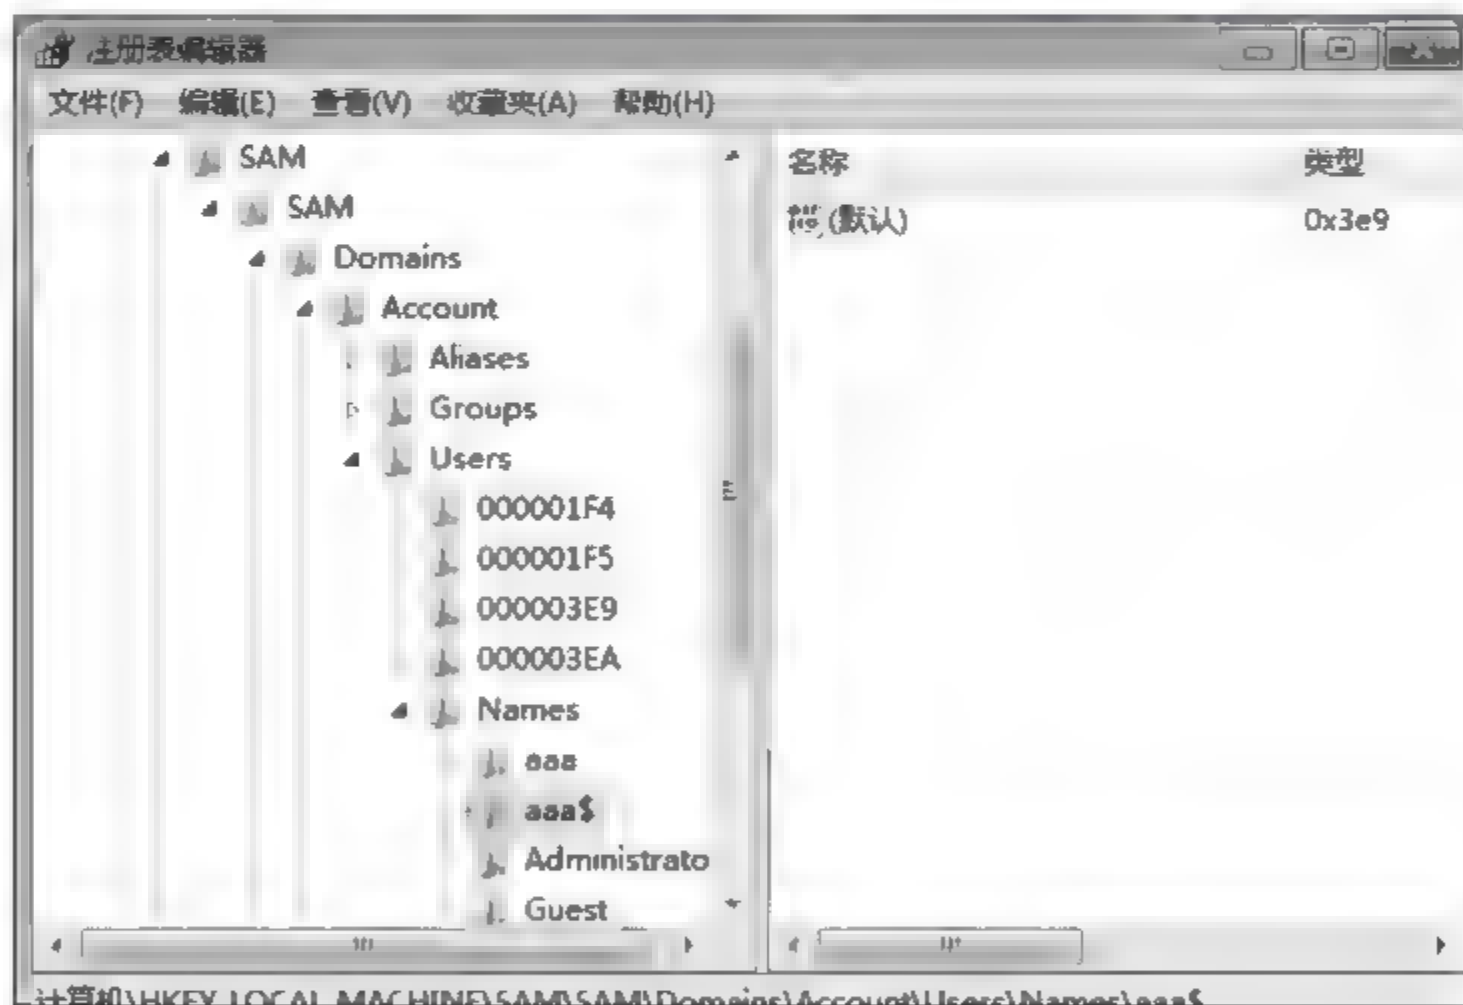 注册表编辑器
文件(F) 编辑(E) 查看(V) 收藏夹(A) 帮助(H)
SAM
SAM
Domains
Account
Aliases
Groups
Users
000001F4
000001F5
000003E9
000003EA
Names
aaa
aaa$
Administrato
Guest
名称 类型
(默认) 0x3e9
计算机\HKEY_LOCAL_MACHINE\SAM\SAM\Domains\Account\Users\Names\aaa$